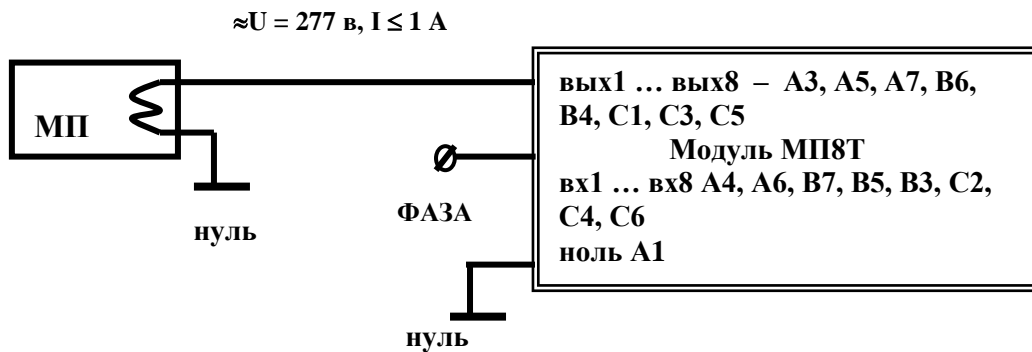 ≈U = 277 в, I ≤ 1 А
МП
нуль
ФАЗА
нуль
вых1 ... вых8 – А3, А5, А7, В6,
В4, С1, С3, С5
Модуль МП8Т
вх1 ... вх8 А4, А6, В7, В5, В3, С2,
С4, С6
ноль А1